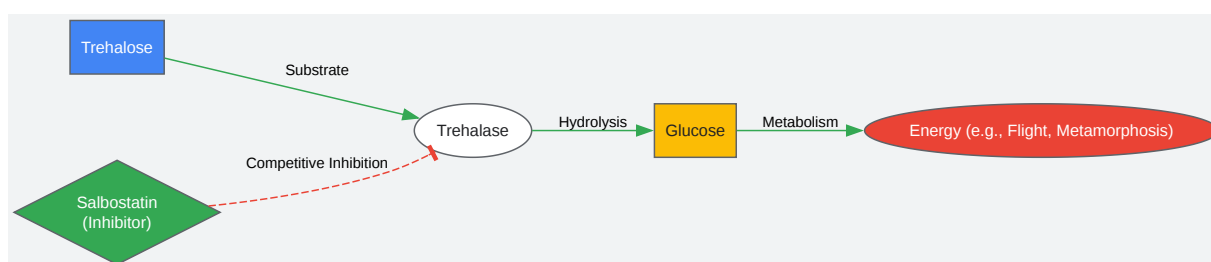 Trehalose
Substrate
Trehalase
Hydrolysis
Glucose
Metabolism
Energy (e.g., Flight, Metamorphosis)
Competitive Inhibition
Salbostatin
(Inhibitor)